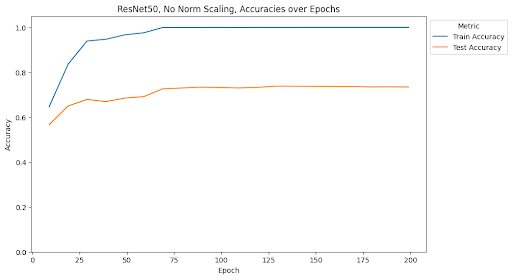 ResNet50, No Norm Scaling, Accuracies over Epochs
Metric
Train Accuracy
Test Accuracy
Accuracy
1.0
0.8
0.6
0.4
0.2
0.0
0 25 50 75 100 125 150 175 200
Epoch